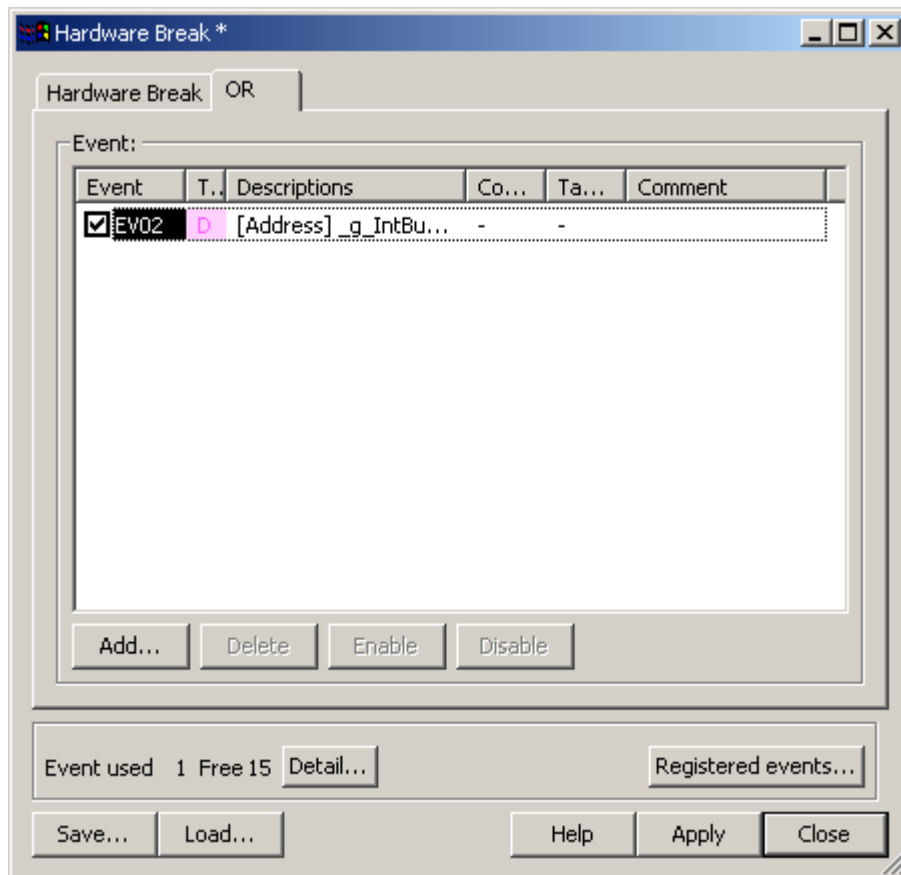 Hardware Break *
Hardware Break OR
Event:
Event T.. Descriptions Co... Ta... Comment
EV02 D [Address] _g_IntBu... - -
Add... Delete Enable Disable
Event used 1 Free 15 Detail... Registered events...
Save... Load... Help Apply Close